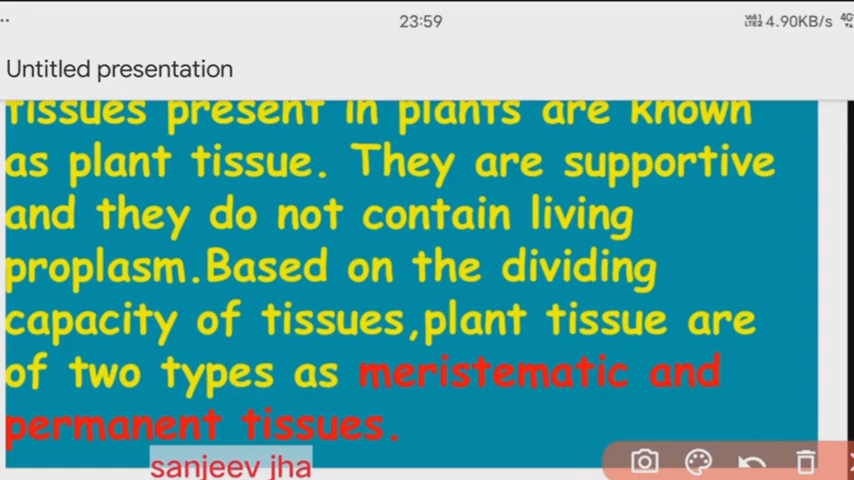 23:59
4.90KB/s 4G
Untitled presentation
tissues present in plants are known
as plant tissue. They are supportive
and they do not contain living
proplasm.Based on the dividing
capacity of tissues,plant tissue are
of two types as meristematic and
permanent tissues.
sanjeev jha